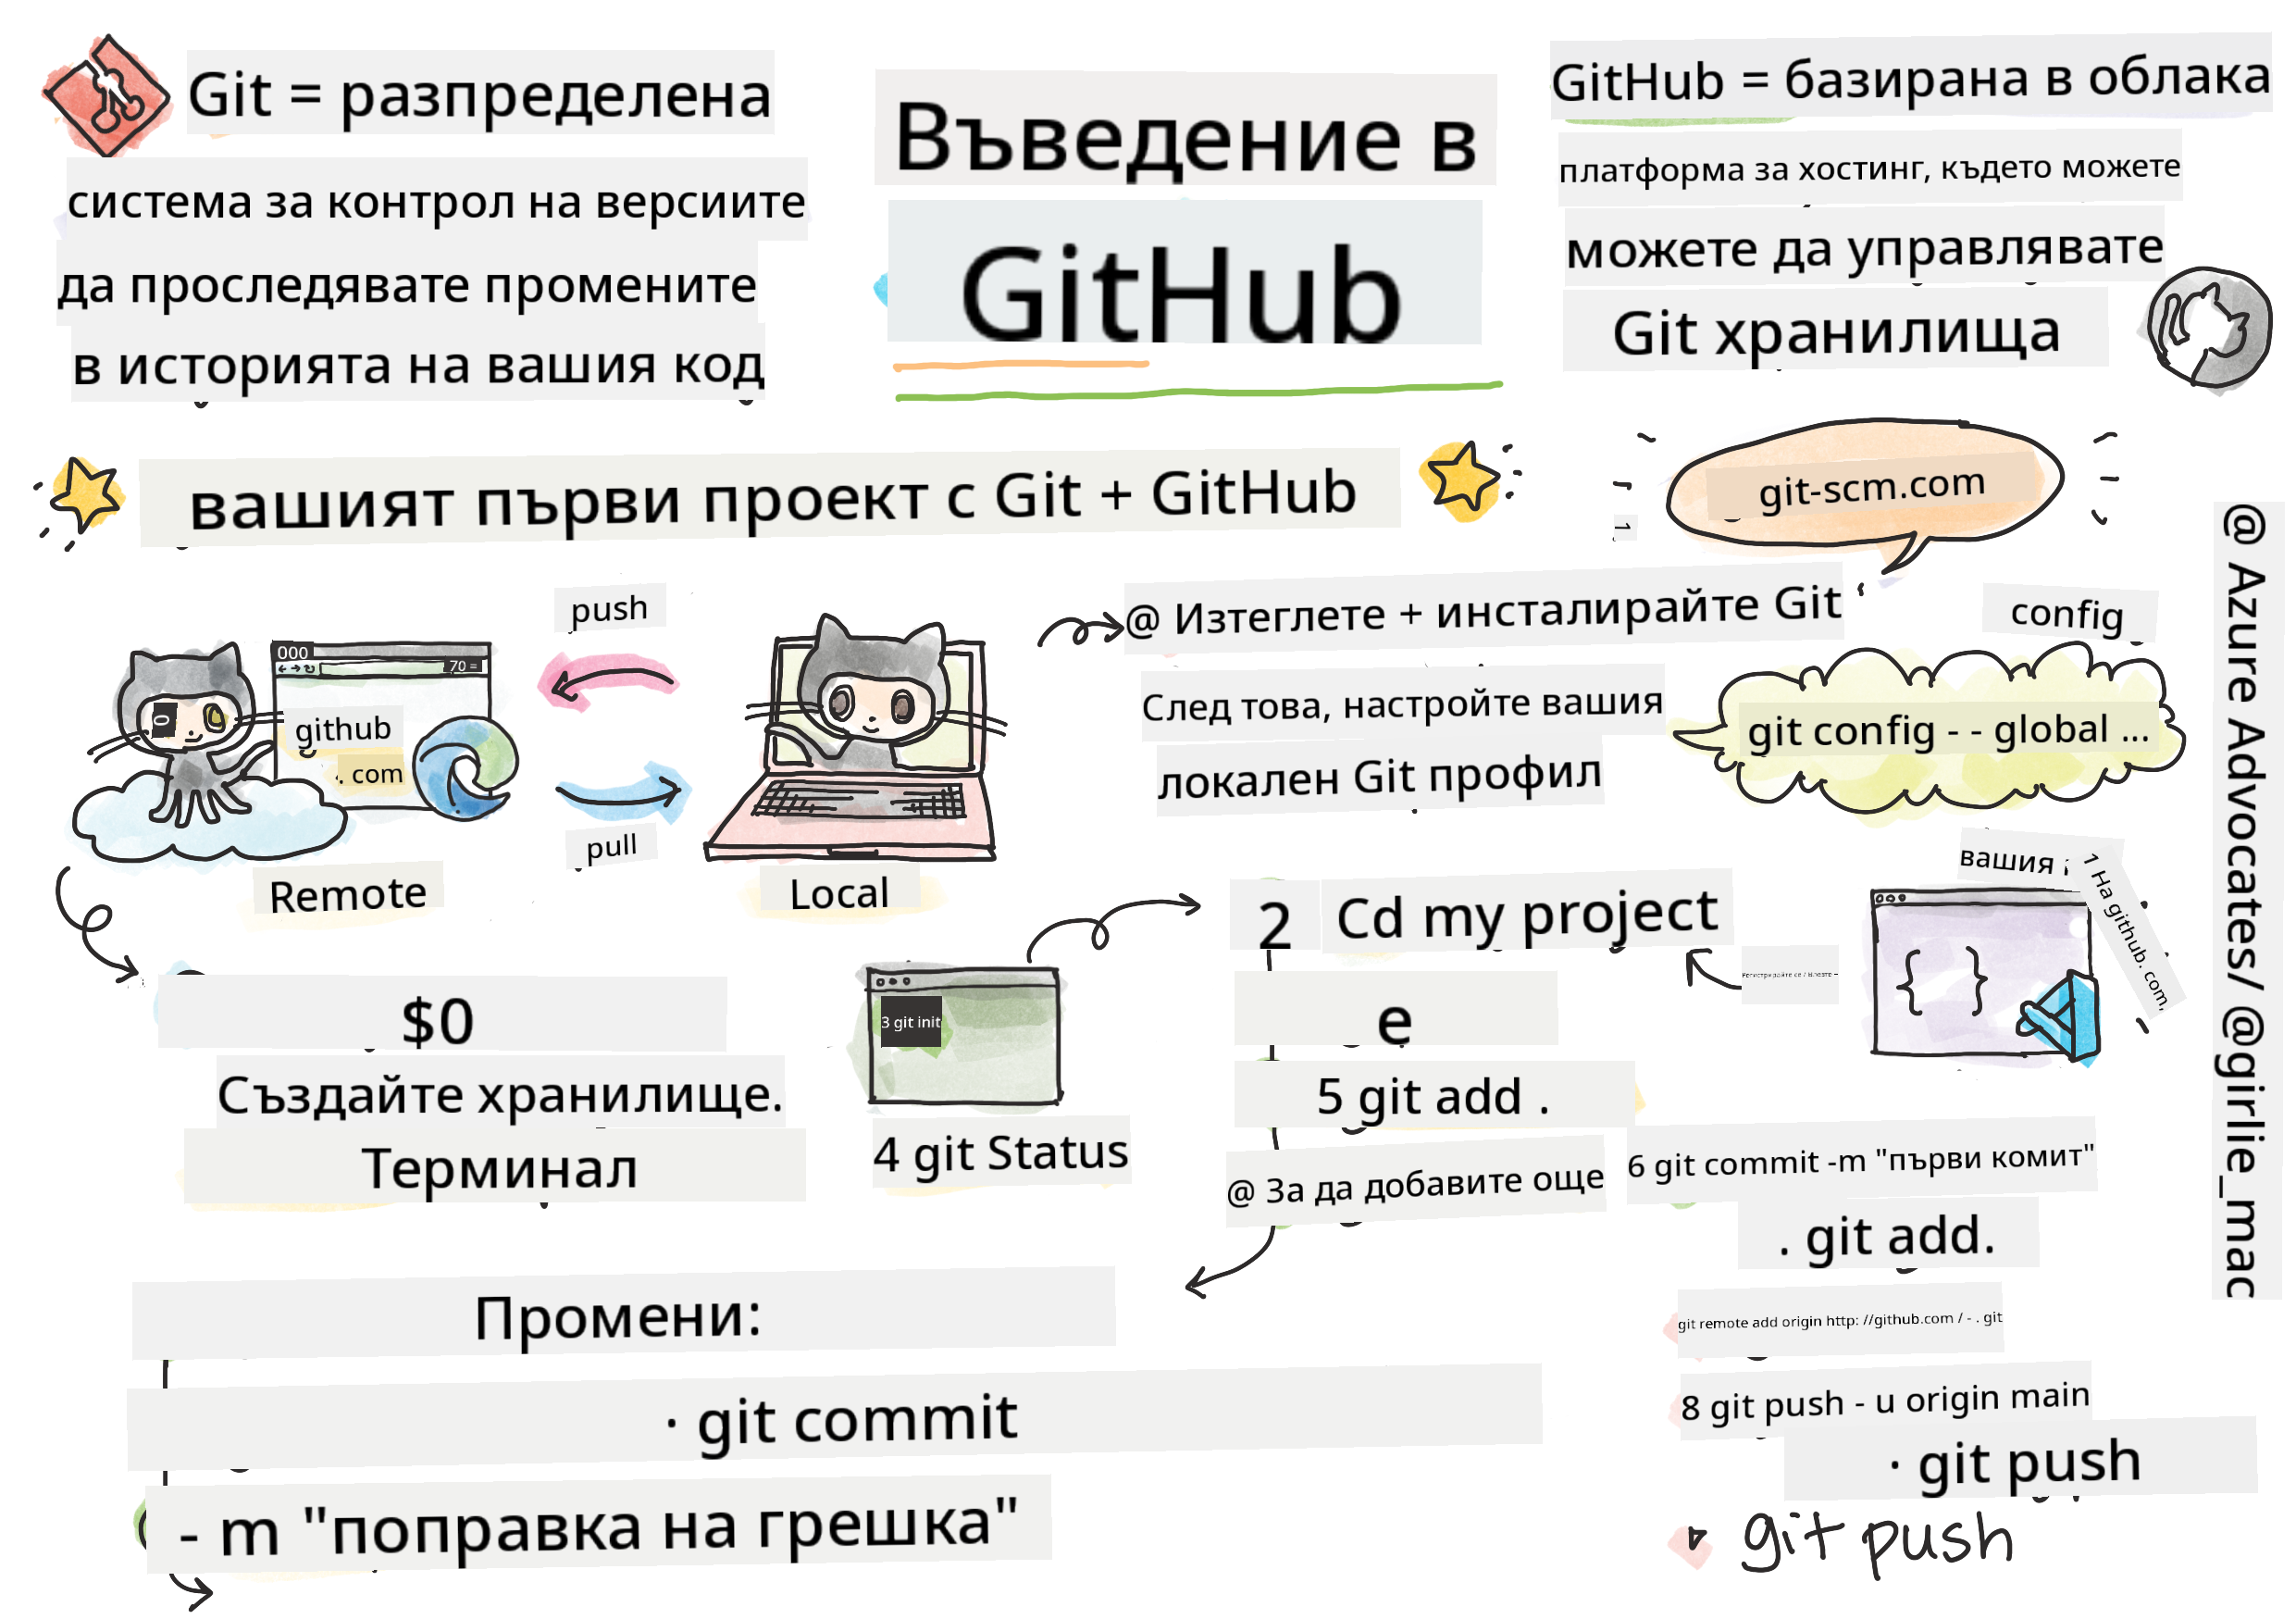 Git = разпределена
система за контрол на версиите
да проследявате промените
в историята на вашия код
Въведение в
GitHub
GitHub = базирана в облака
платформа за хостинг, където можете
можете да управлявате
Git хранилища
вашият първи проект с Git + GitHub
git-scm.com
1
@ Azure Advocates/ @girlie_mac
push
@ Изтеглете + инсталирайте Git
config
000
70 =
0
github
. com
След това, настройте вашия
локален Git профил
git config - - global ...
pull
Remote
Local
2 Cd my project
вашия
1 На github. com,
$0
Създайте хранилище.
Терминал
3 git init
4 git Status
е
5 git add .
@ За да добавите още
6 git commit -m "първи комит"
. git add.
git remote add origin http: //github.com / - . git
8 git push - u origin main
· git push
git push
Промени:
· git commit
- m "поправка на грешка"